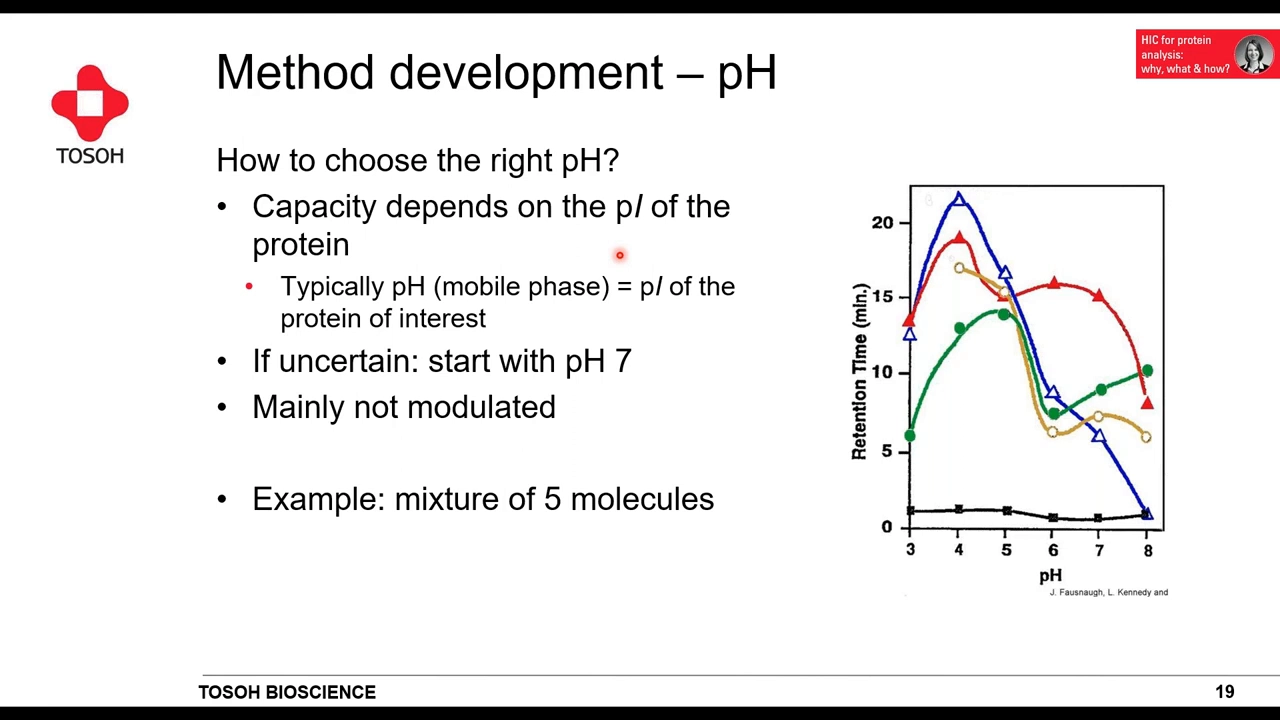 HIC for protein
analysis:
why, what & how?
Method development – pH
TOSOH
How to choose the right pH?
• Capacity depends on the pI of the
protein
• Typically pH (mobile phase) = pI of the
protein of interest
• If uncertain: start with pH 7
• Mainly not modulated
• Example: mixture of 5 molecules
Retention Time (min.)
20
15
10
5
0
3 4 5 6 7 8
pH
J. Fausnaugh, L. Kennedy and
TOSOH BIOSCIENCE
19